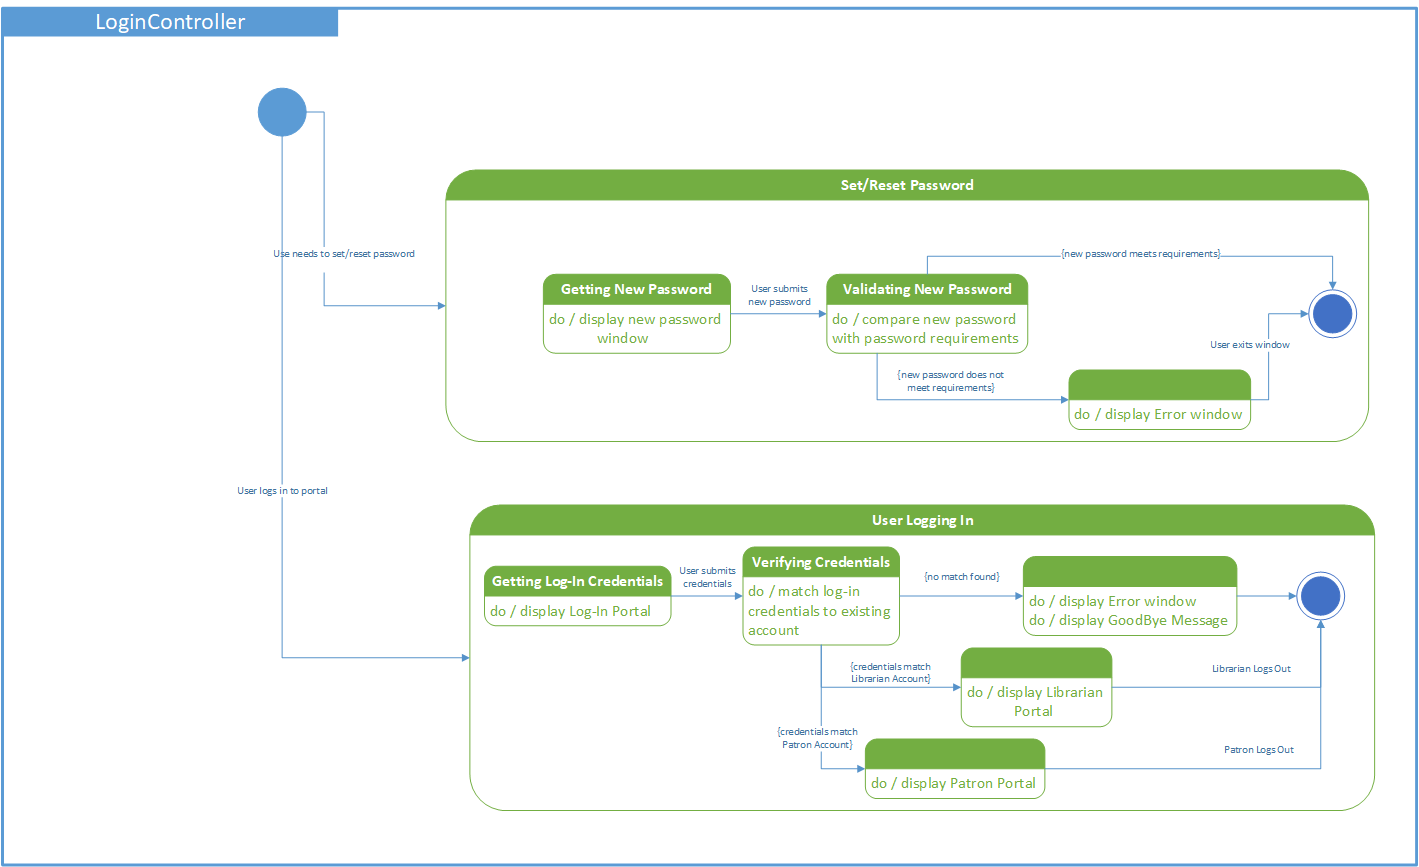 LoginController
Set/Reset Password
Use needs to set/reset password
{new password meets requirements}
Getting New Password
do / display new password
window
User submits
new password
Validating New Password
do / compare new password
with password requirements
User exits window
{new password does not
meet requirements}
do / display Error window
User logs in to portal
User Logging In
Getting Log-In Credentials
do / display Log-In Portal
User submits
credentials
Verifying Credentials
do / match log-in
credentials to existing
account
{no match found}
do / display Error window
do / display GoodBye Message
{credentials match
Librarian Account}
do / display Librarian
Portal
Librarian Logs Out
{credentials match
Patron Account}
do / display Patron Portal
Patron Logs Out